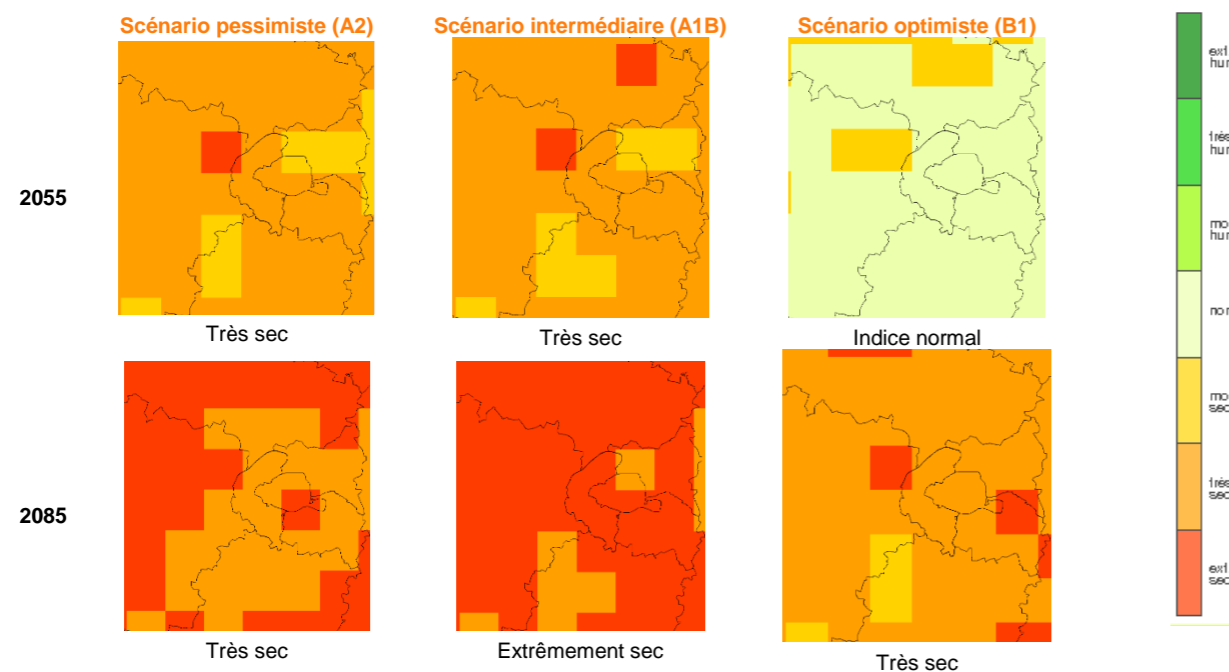 Scénario pessimiste (A2)
Scénario intermédiaire (A1B)
Scénario optimiste (B1)
2055
Très sec
Très sec
Indice normal
2085
Très sec
Extrêmement sec
Très sec